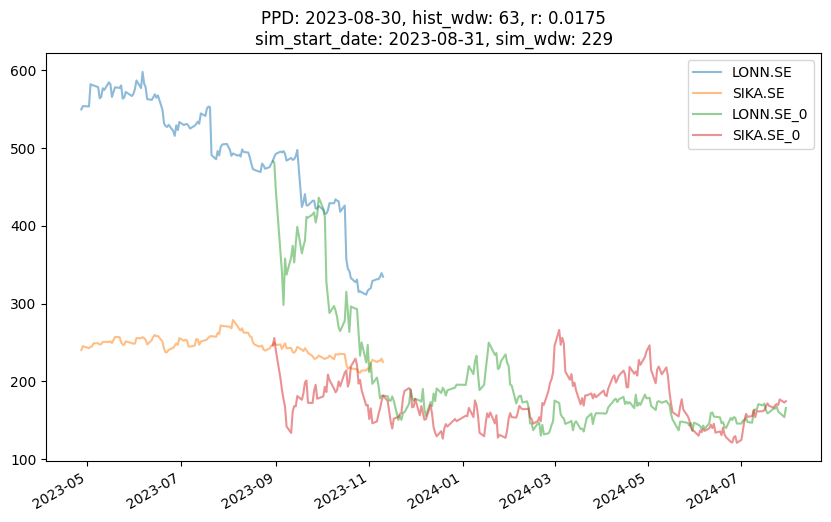 PPD: 2023-08-30, hist_wdw: 63, r: 0.0175
sim_start_date: 2023-08-31, sim_wdw: 229
LONN.SE
SIKA.SE
LONN.SE_0
SIKA.SE_0
600
500
400
300
200
100
2023-05
2023-07
2023-09
2023-11
2024-01
2024-03
2024-05
2024-07